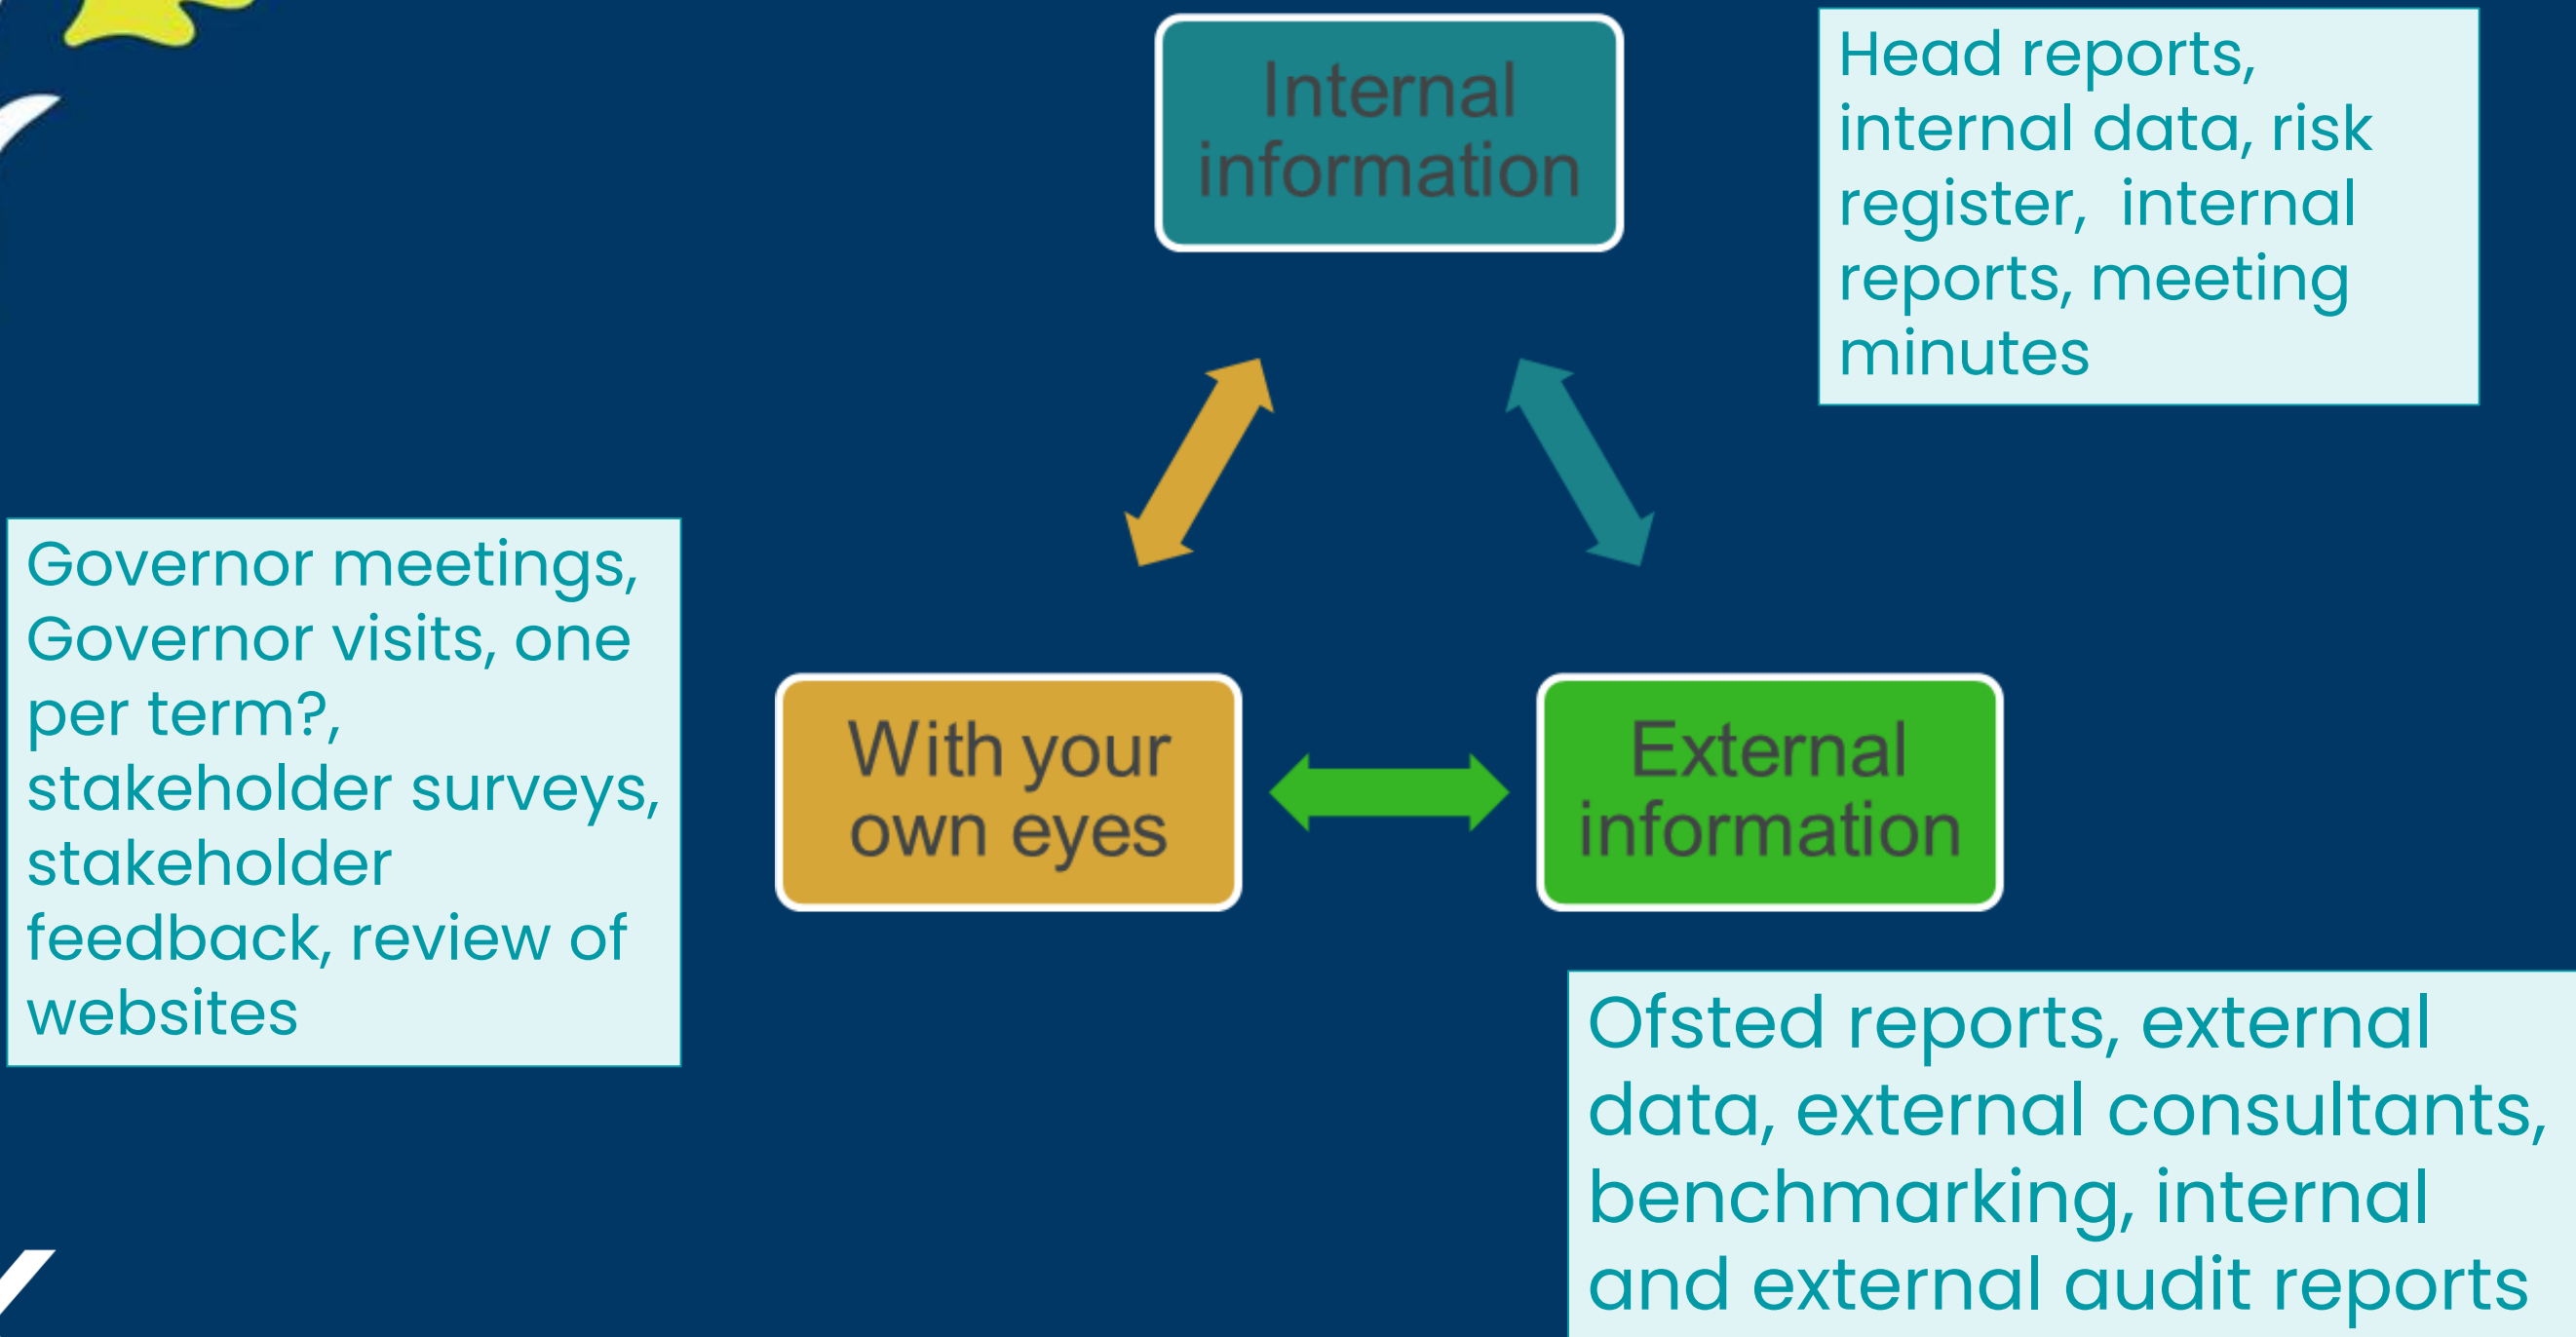 Internal
information
Head reports,
internal data, risk
register,  internal
reports, meeting
minutes
Governor meetings,
Governor visits, one
per term?,
stakeholder surveys,
stakeholder
feedback, review of
websites
With your
own eyes
External
information
Ofsted reports, external
data, external consultants,
benchmarking, internal
and external audit reports